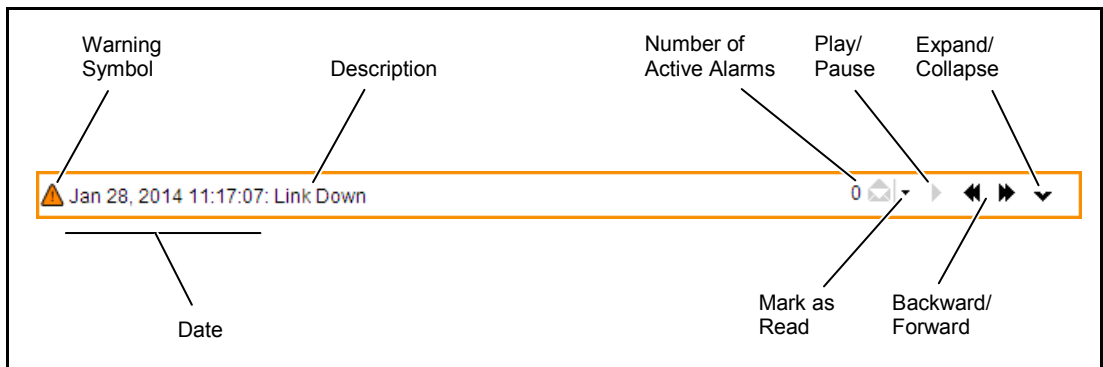 Warning
Symbol
Description
Number of
Active Alarms
Play/
Pause
Expand/
Collapse
Jan 28, 2014 11:17:07: Link Down
0
Date
Mark as
Read
Backward/
Forward